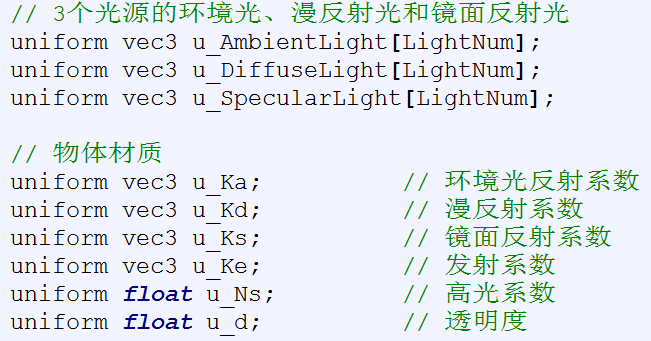 // 3个光源的环境光、漫反射光和镜面反射光
uniform vec3 u_AmbientLight[LightNum];
uniform vec3 u_DiffuseLight[LightNum];
uniform vec3 u_SpecularLight[LightNum];
// 物体材质
uniform vec3 u_Ka; // 环境光反射系数
uniform vec3 u_Kd; // 漫反射系数
uniform vec3 u_Ks; // 镜面反射系数
uniform vec3 u_Ke; // 发射系数
uniform float u_Ns; // 高光系数
uniform float u_d; // 透明度